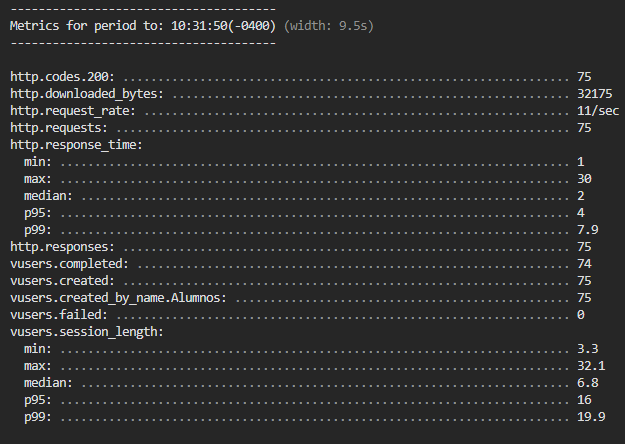 --------------------------------------
Metrics for period to: 10:31:50(-0400) (width: 9.5s)
--------------------------------------
http.codes.200: ................................................................ 75
http.downloaded_bytes: ......................................................... 32175
http.request_rate: ............................................................. 11/sec
http.requests: ................................................................. 75
http.response_time:
  min: ......................................................................... 1
  max: ......................................................................... 30
  median: ...................................................................... 2
  p95: ......................................................................... 4
  p99: ......................................................................... 7.9
http.responses: ................................................................ 75
vusers.completed: .............................................................. 74
vusers.created: ................................................................ 75
vusers.created_by_name.Alumnos: ................................................ 75
vusers.failed: ................................................................. 0
vusers.session_length:
  min: ......................................................................... 3.3
  max: ......................................................................... 32.1
  median: ...................................................................... 6.8
  p95: ......................................................................... 16
  p99: ......................................................................... 19.9